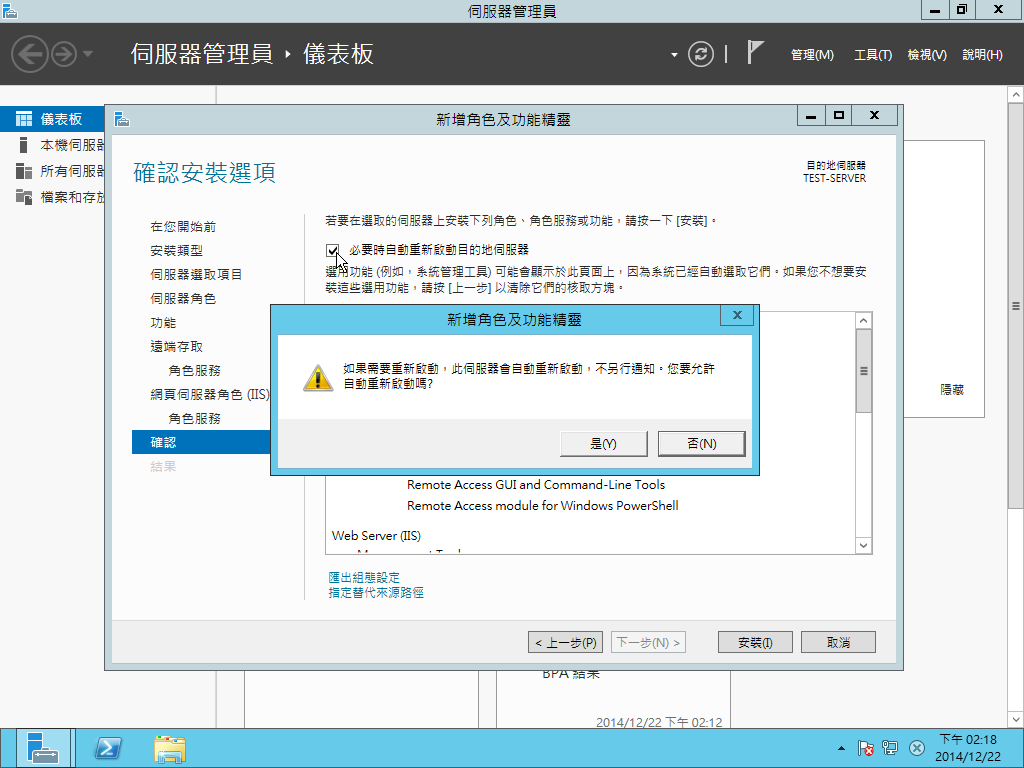 伺服器管理員
伺服器管理員 ‣ 儀表板
管理(M) 工具(T) 檢視(V) 說明(H)
儀表板
本機伺服器
所有伺服器
檔案和存放
新增角色及功能精靈
確認安裝選項
目的地伺服器
TEST-SERVER
在您開始前
安裝類型
伺服器選取項目
伺服器角色
功能
遠端存取
角色服務
網頁伺服器角色 (IIS)
角色服務
確認
結果
若要在選取的伺服器上安裝下列角色、角色服務或功能，請按一下 [安裝]。
必要時自動重新啟動目的地伺服器
選用功能 (例如，系統管理工具) 可能會顯示於此頁面上，因為系統已經自動選取它們。如果您不想要安
裝這些選用功能，請按 [上一步] 以清除它們的核取方塊。
新增角色及功能精靈
如果需要重新啟動，此伺服器會自動重新啟動，不另行通知。您要允許
自動重新啟動嗎?
是(Y) 否(N)
隱藏
Remote Access GUI and Command-Line Tools
Remote Access module for Windows PowerShell
Web Server (IIS)
匯出組態設定
指定替代來源路徑
< 上一步(P) 下一步(N) > 安裝(I) 取消
BPA 結果
2014/12/22 下午 02:12
下午 02:18
2014/12/22